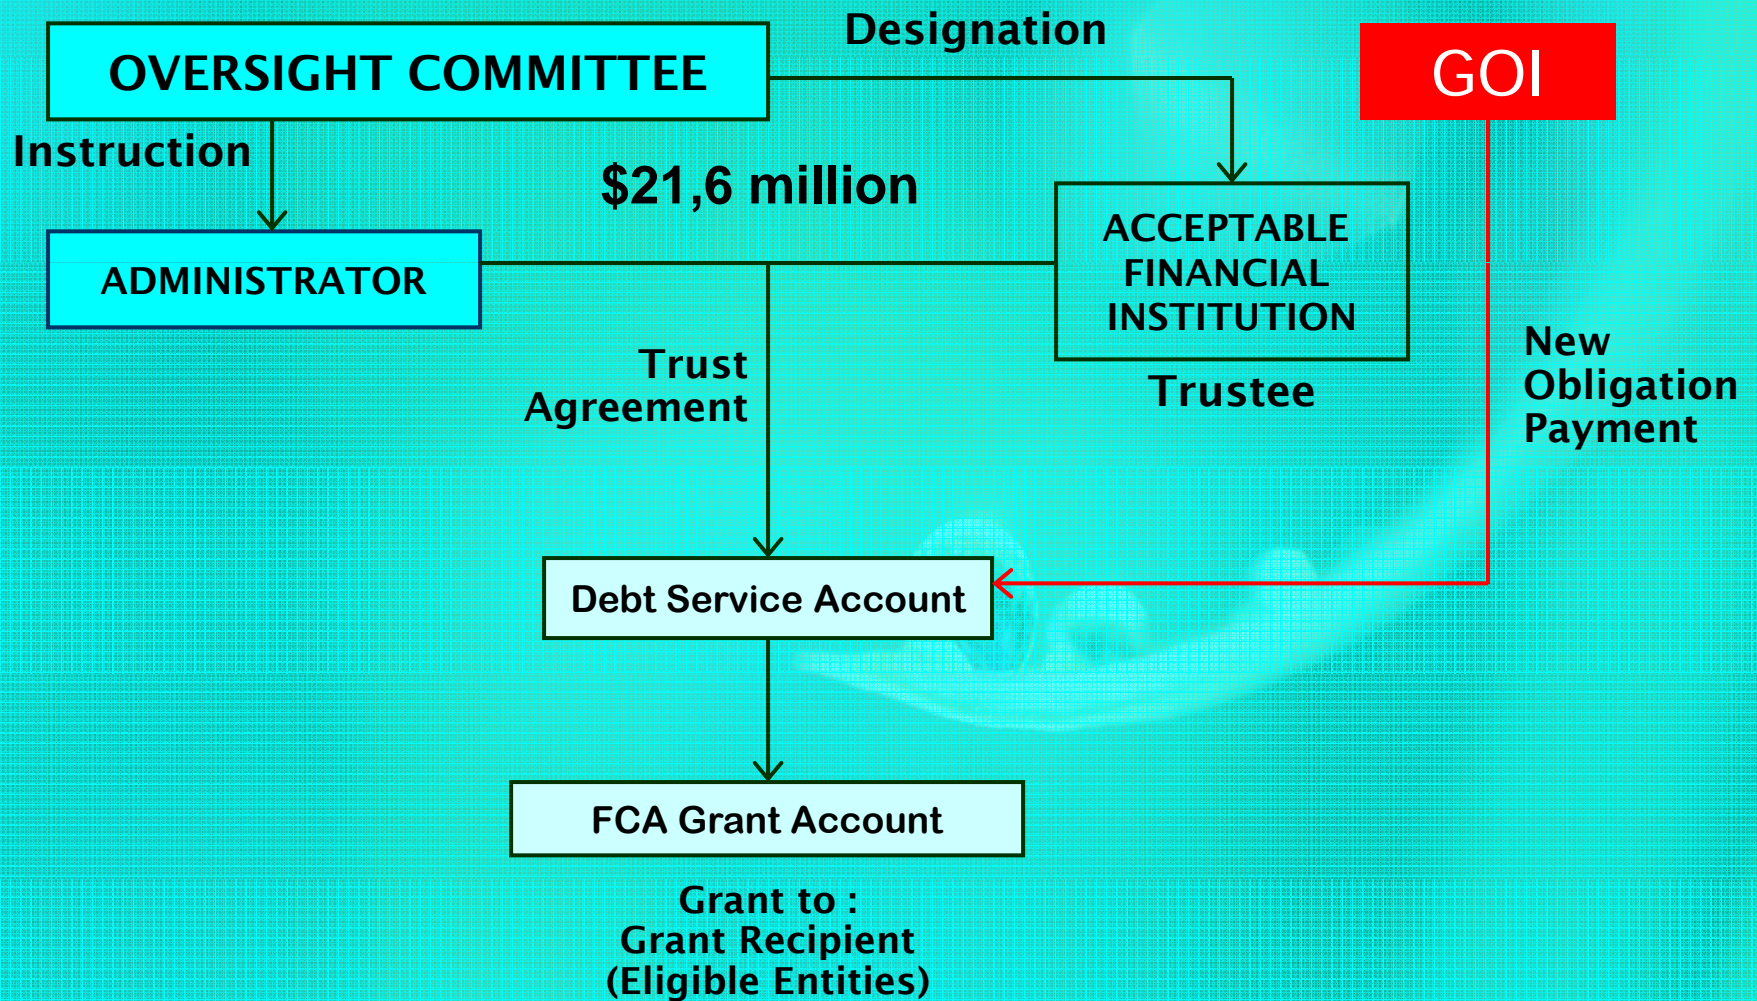 OVERSIGHT COMMITTEE
Designation
GOI
Instruction
$21,6 million
ADMINISTRATOR
ACCEPTABLE
FINANCIAL
INSTITUTION
Trustee
Trust
Agreement
New
Obligation
Payment
Debt Service Account
FCA Grant Account
Grant to :
Grant Recipient
(Eligible Entities)